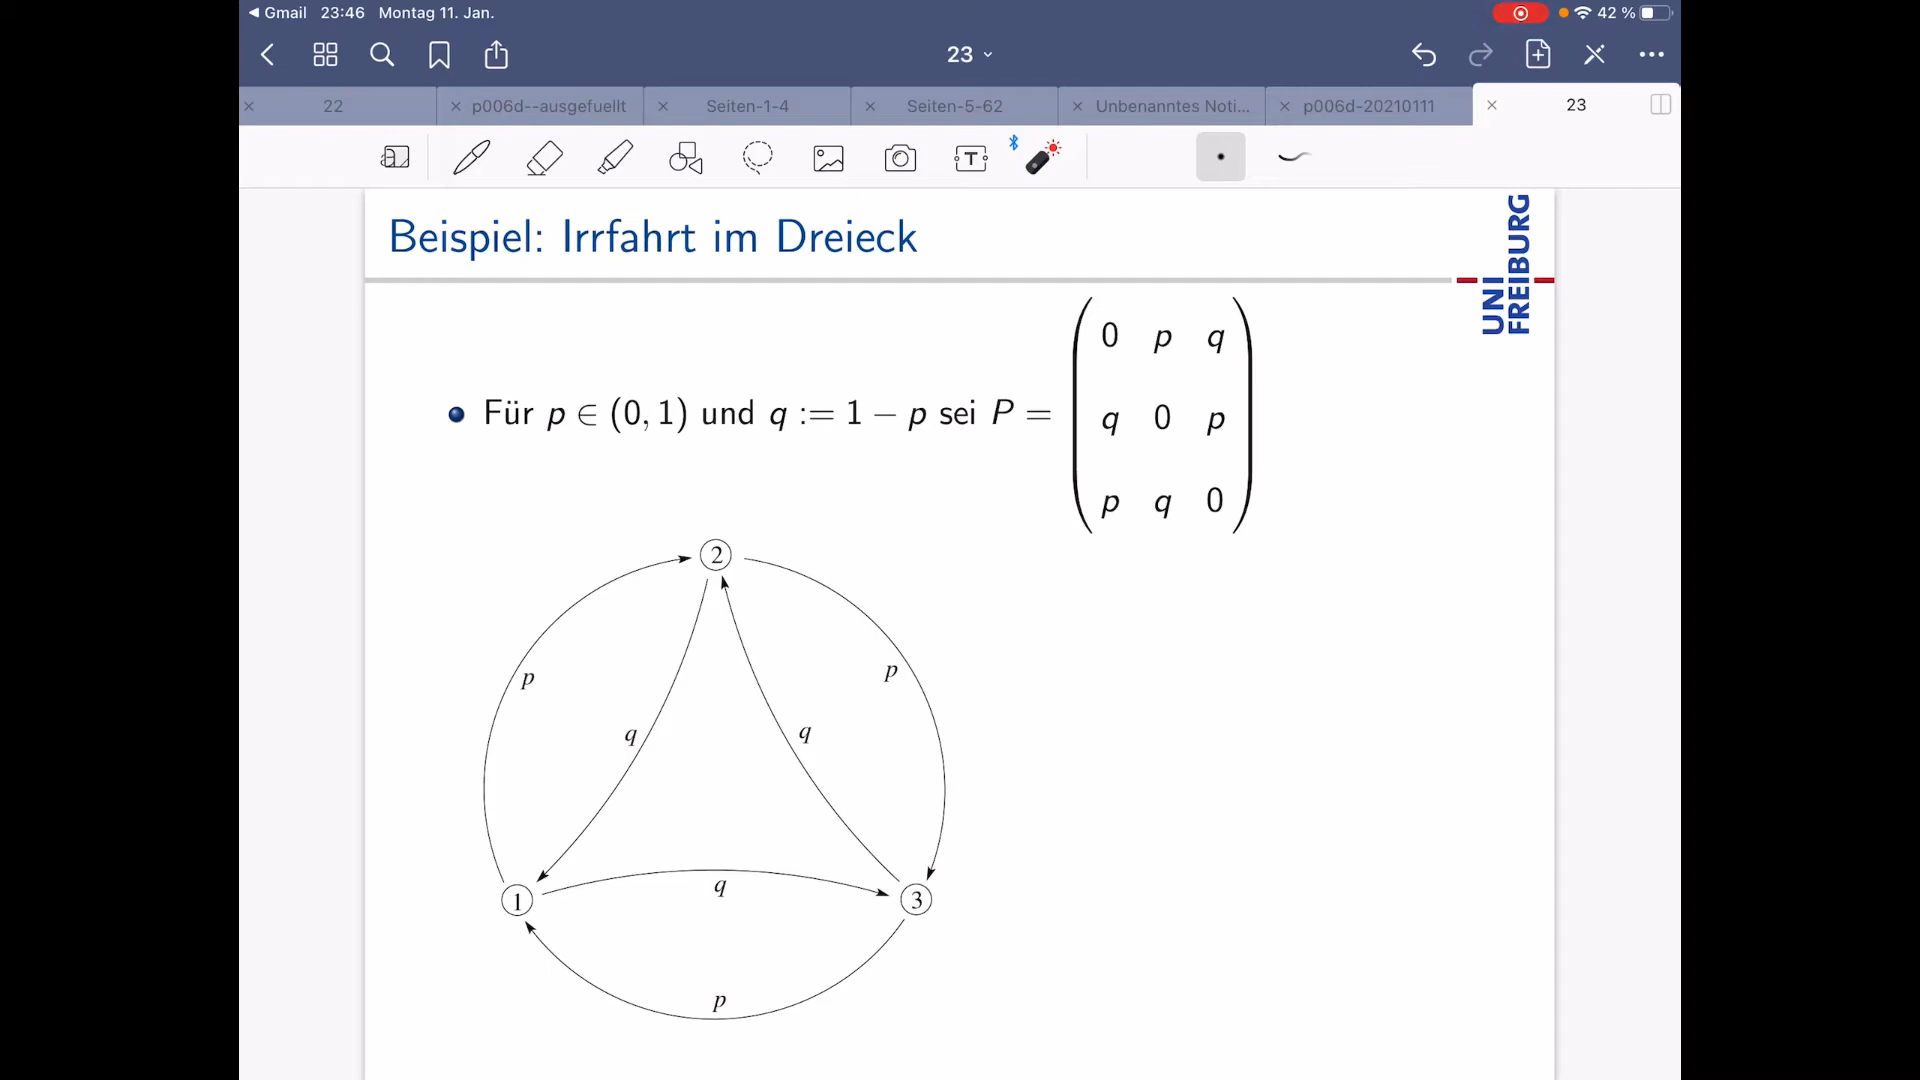 Gmail 23:46 Montag 11. Jan. 42 %
23
22 p006d--ausgefuellt Seiten-1-4 Seiten-5-62 Unbenanntes Noti... p006d-20210111 23
Beispiel: Irrfahrt im Dreieck
UNI
FREIBURG
Für p ∈ (0, 1) und q := 1 − p sei P =
0 p q
q 0 p
p q 0
2
p
p
q
q
q
1
3
p